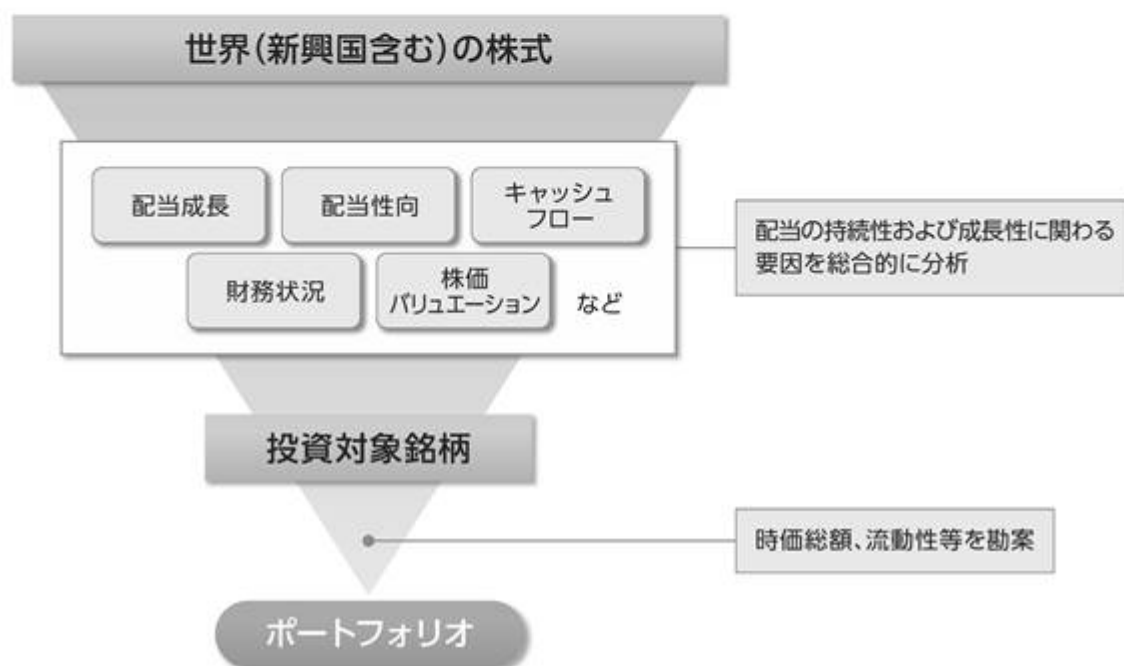 世界(新興国含む)の株式
配当成長
配当性向
キャッシュ
フロー
財務状況
株価
バリュエーション
など
配当の持続性および成長性に関わる
要因を総合的に分析
投資対象銘柄
時価総額、流動性等を勘案
ポートフォリオ